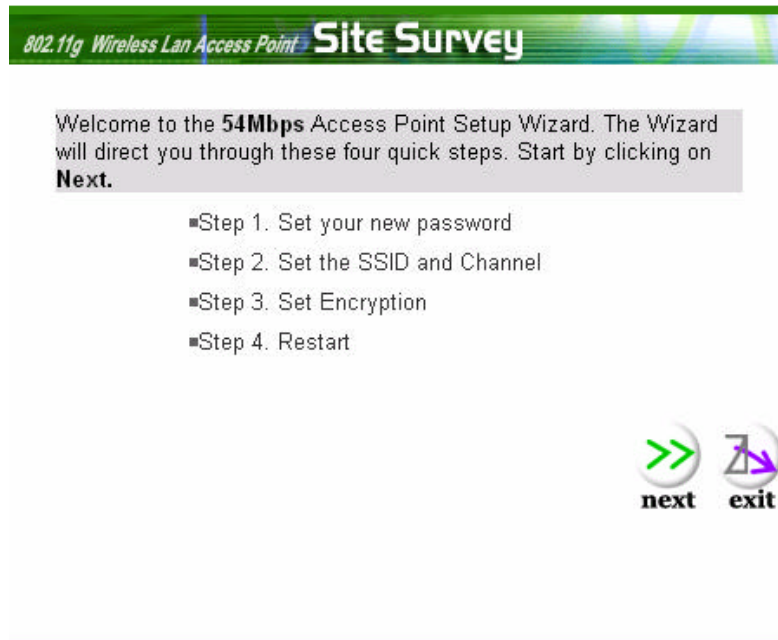 802.11g Wireless Lan Access Point Site Survey
Welcome to the 54Mbps Access Point Setup Wizard. The Wizard
will direct you through these four quick steps. Start by clicking on
Next.
Step 1. Set your new password
Step 2. Set the SSID and Channel
Step 3. Set Encryption
Step 4. Restart
next exit